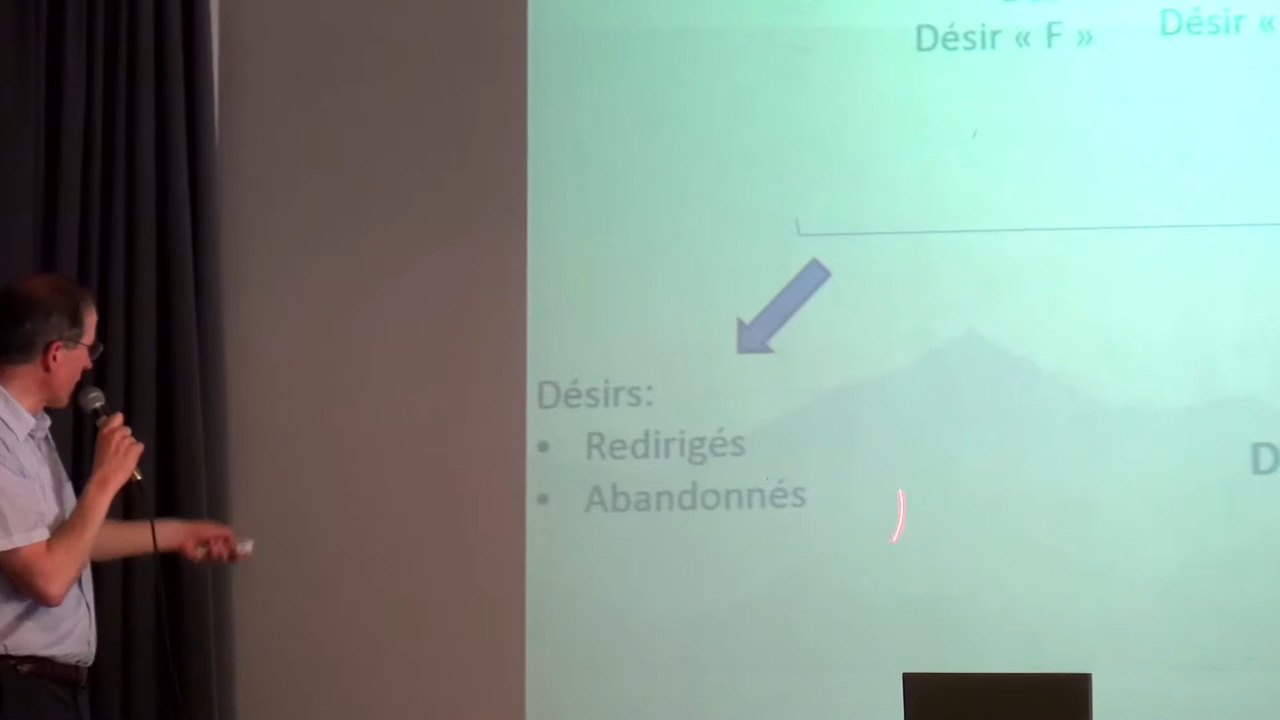 Désir « F »
Désir «
Désirs:
• Redirigés
• Abandonnés
D